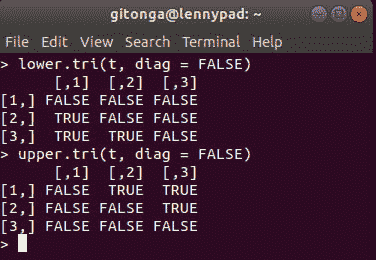 gitonga@lennypad: ~
File Edit View Search Terminal Help
> lower.tri(t, diag = FALSE)
      [,1]  [,2]  [,3]
[1,] FALSE FALSE FALSE
[2,]  TRUE FALSE FALSE
[3,]  TRUE  TRUE FALSE
> upper.tri(t, diag = FALSE)
      [,1]  [,2]  [,3]
[1,] FALSE  TRUE  TRUE
[2,] FALSE FALSE  TRUE
[3,] FALSE FALSE FALSE
>